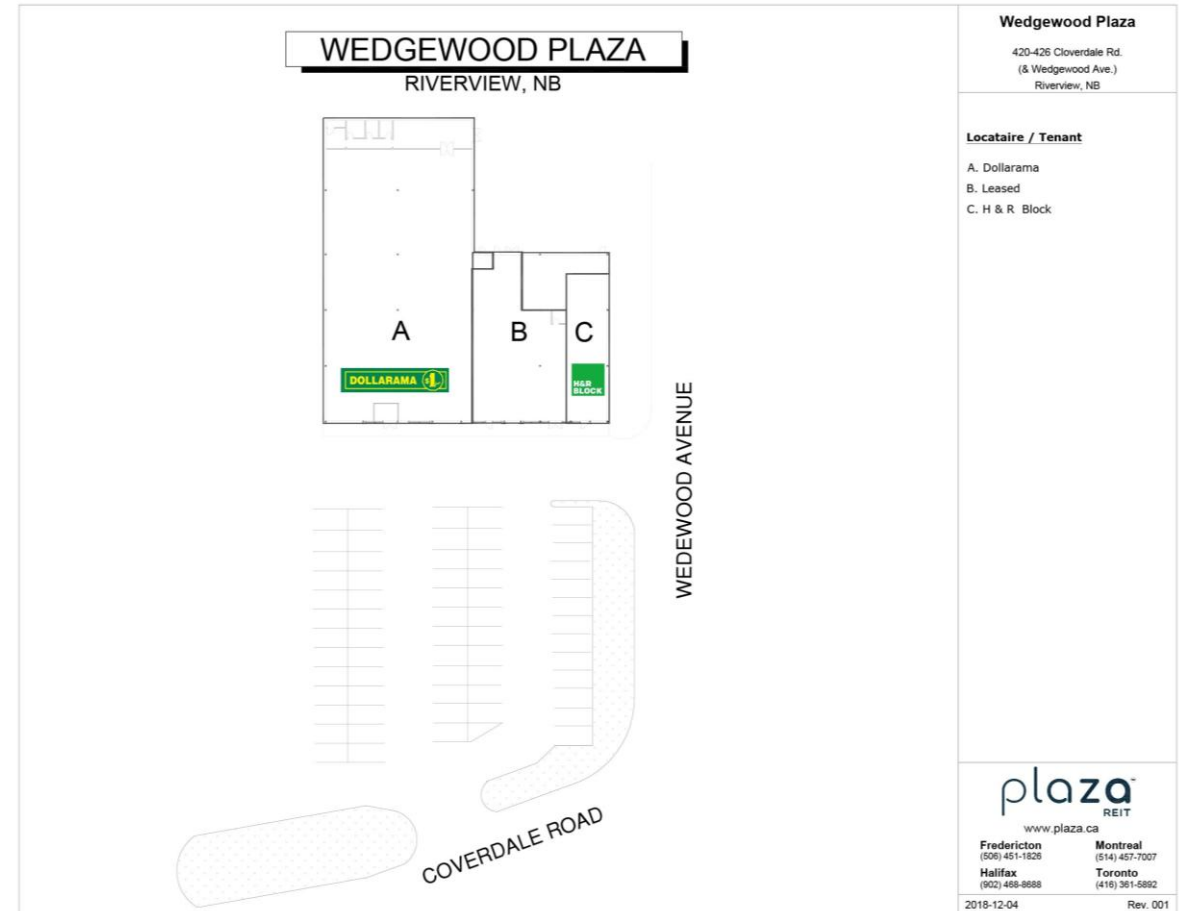 WEDGEWOOD PLAZA
RIVERVIEW, NB
A
B
C
DOLLARAMA
H&R
BLOCK
WEDEWOOD AVENUE
COVERDALE ROAD
Wedgewood Plaza
420-426 Cloverdale Rd.
(& Wedgewood Ave.)
Riverview, NB
Locataire / Tenant
A. Dollarama
B. Leased
C. H & R Block
plaza
REIT
www.plaza.ca
Fredericton Montreal
(506) 451-1826 (514) 457-7007
Halifax Toronto
(902) 468-8688 (416) 361-5892
2018-12-04 Rev. 001